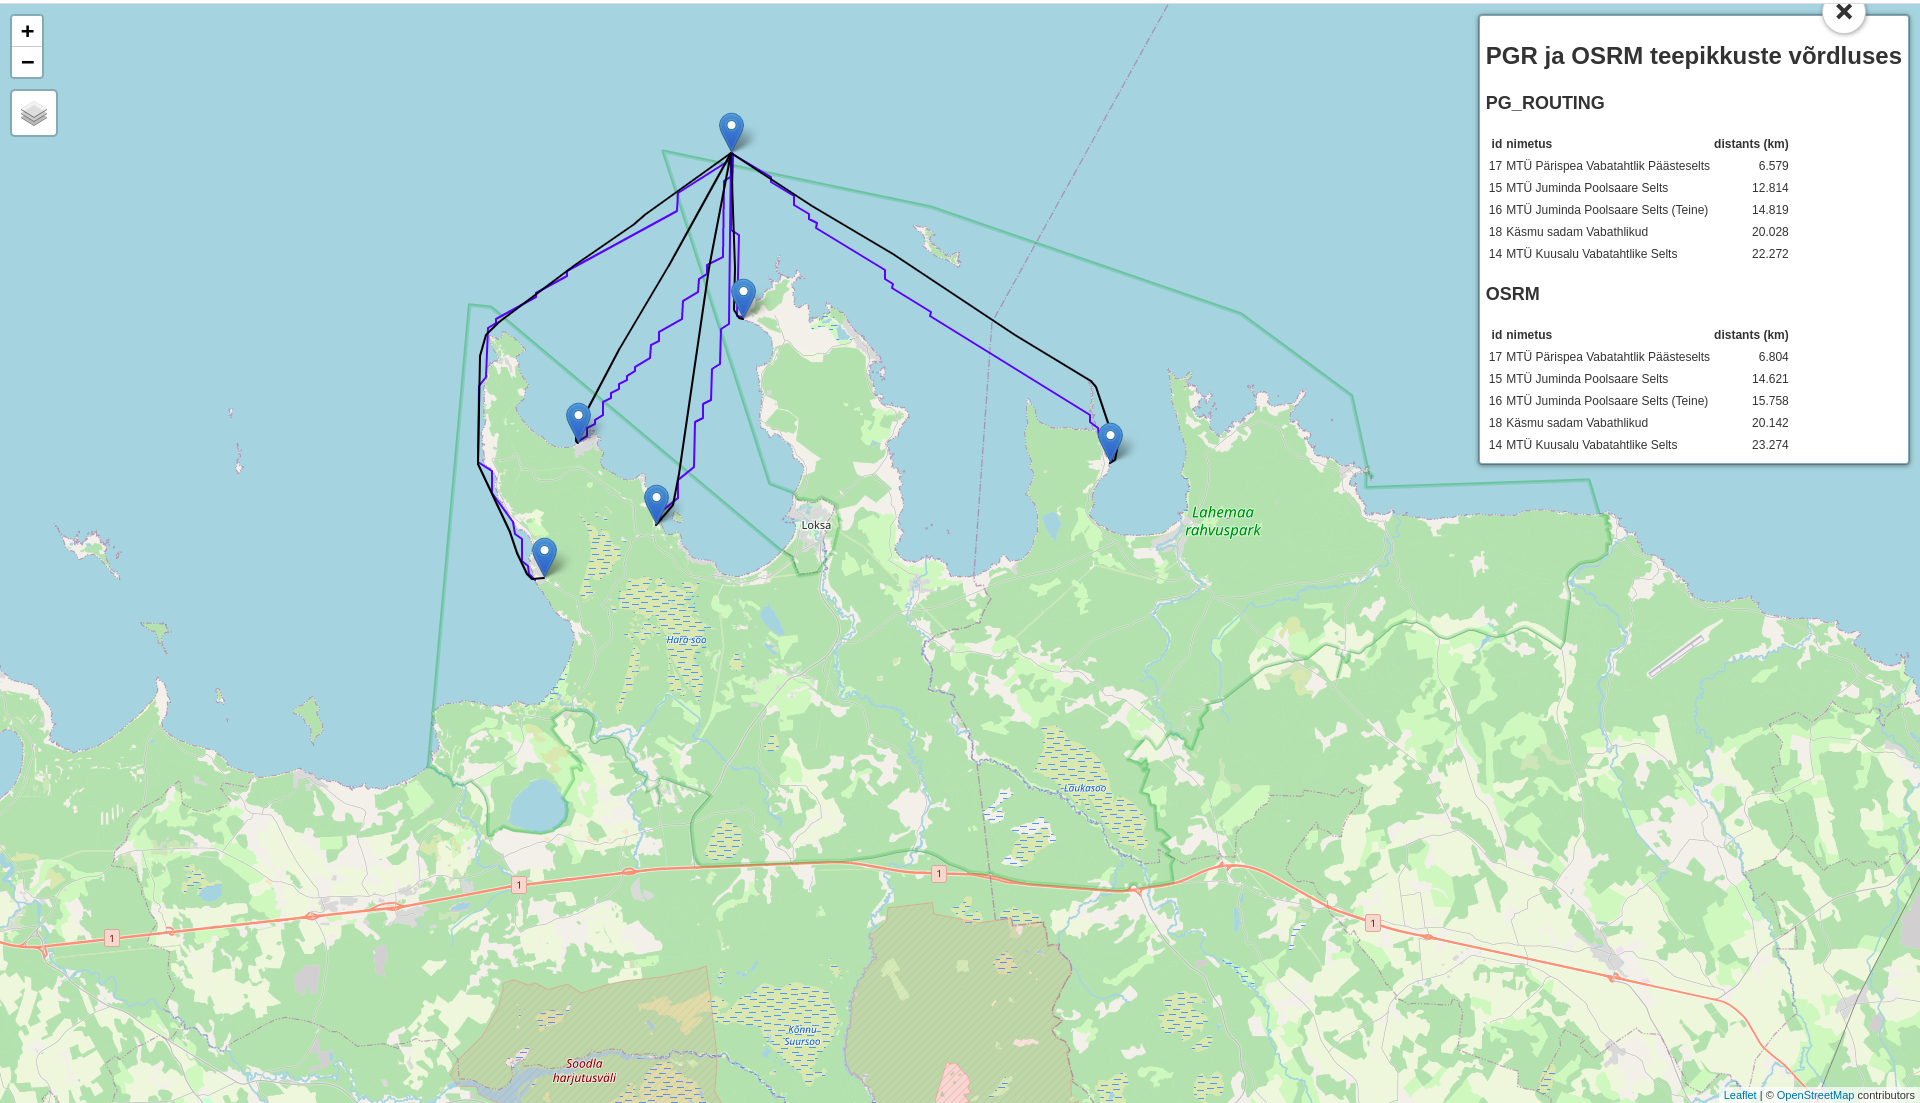 +
−
PGR ja OSRM teepikkuste võrdluses
PG_ROUTING
id nimetus distants (km)
17 MTÜ Pärispea Vabatahtlik Päästeselts 6.579
15 MTÜ Juminda Poolsaare Selts 12.814
16 MTÜ Juminda Poolsaare Selts (Teine) 14.819
18 Käsmu sadam Vabathlikud 20.028
14 MTÜ Kuusalu Vabatahtlike Selts 22.272
OSRM
id nimetus distants (km)
17 MTÜ Pärispea Vabatahtlik Päästeselts 6.804
15 MTÜ Juminda Poolsaare Selts 14.621
16 MTÜ Juminda Poolsaare Selts (Teine) 15.758
18 Käsmu sadam Vabathlikud 20.142
14 MTÜ Kuusalu Vabatahtlike Selts 23.274
Loksa
Lahemaa
rahvuspark
Hara soo
Laukasoo
1
1
1
1
Kõnnu
Suursoo
Soodla
harjutusväli
Leaflet | © OpenStreetMap contributors